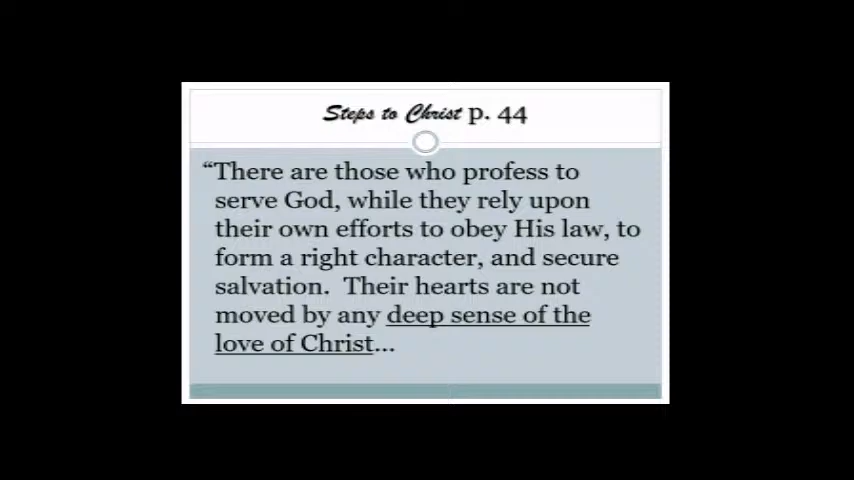 Steps to Christ p. 44
“There are those who profess to
serve God, while they rely upon
their own efforts to obey His law, to
form a right character, and secure
salvation.  Their hearts are not
moved by any deep sense of the
love of Christ...